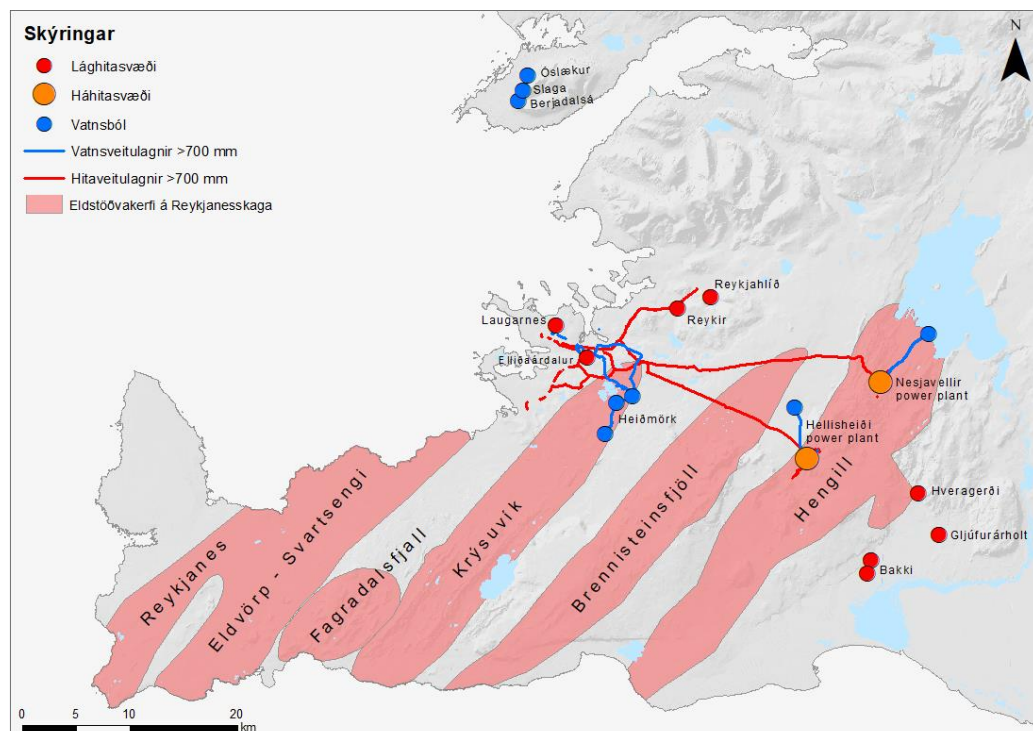 Skýringar
Lághitasvæði
Háhitasvæði
Vatnsból
Vatnsveitulagnir >700 mm
Hitaveitulagnir >700 mm
Eldstöðvakerfi á Reykjanesskaga
N
Óslækur
Slaga
Berjadalsá
Reykjahlíð
Reykir
Laugarnes
Elliðaárdalur
Heiðmörk
Nesjavellir
power plant
Hellisheiði
power plant
Hveragerði
Gljúfurárholt
Bakki
Reykjanes
Eldvörp - Svartsengi
Fagradalsfjall
Krýsuvík
Brennisteinsfjöll
Hengill
0 5 10 20
km